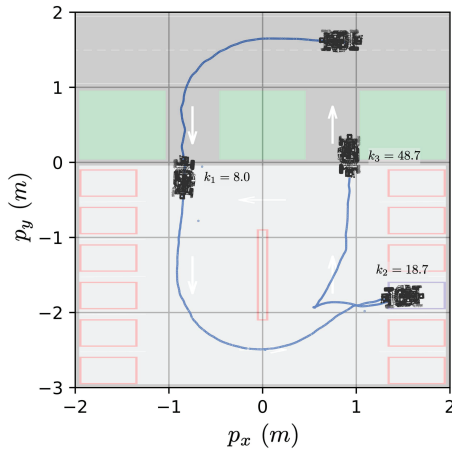 2
1
0
−1
−2
−3
p_y (m)
k_1 = 8.0
k_3 = 48.7
k_2 = 18.7
−2
−1
0
1
2
p_x (m)